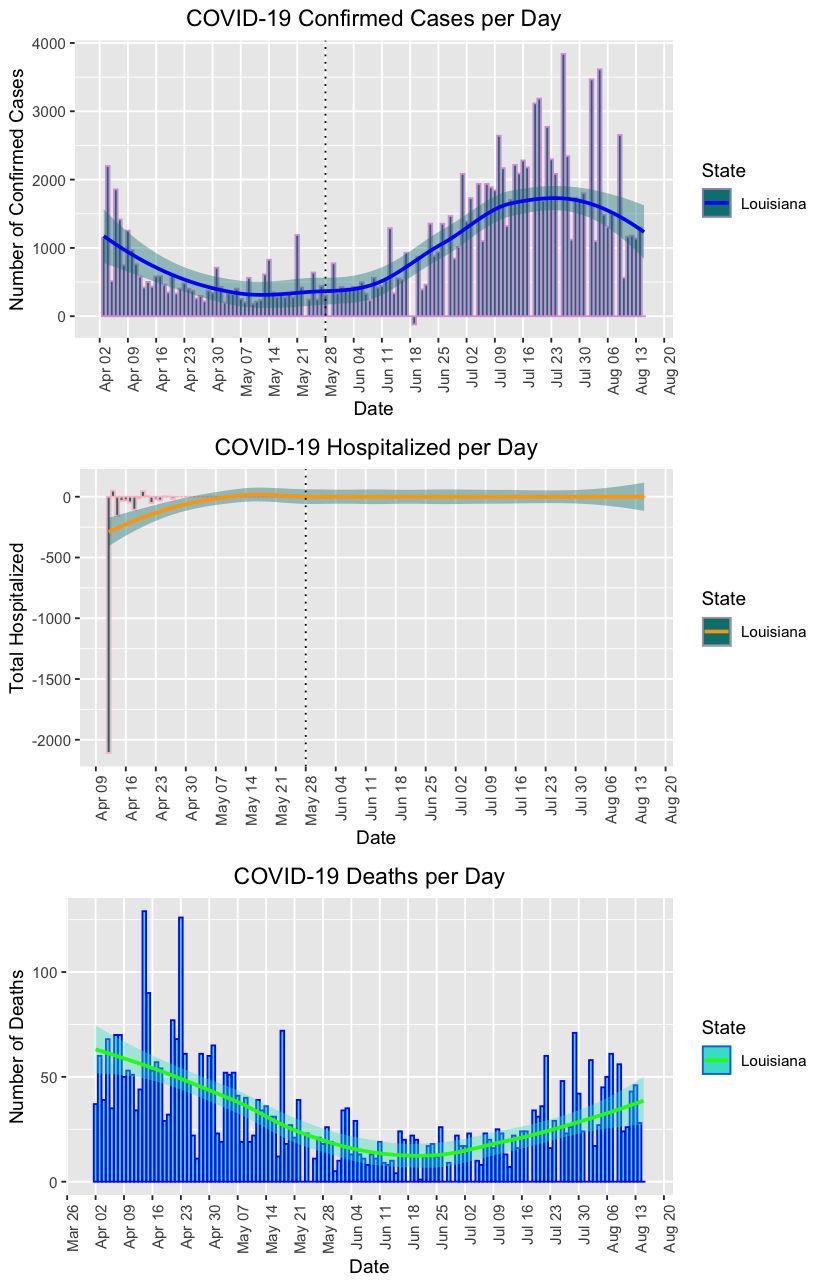 COVID-19 Confirmed Cases per Day
Number of Confirmed Cases
4000
3000
2000
1000
0
Apr 02
Apr 09
Apr 16
Apr 23
Apr 30
May 07
May 14
May 21
May 28
Jun 04
Jun 11
Jun 18
Jun 25
Jul 02
Jul 09
Jul 16
Jul 23
Jul 30
Aug 06
Aug 13
Aug 20
Date
State
Louisiana
COVID-19 Hospitalized per Day
Total Hospitalized
0
-500
-1000
-1500
-2000
Apr 09
Apr 16
Apr 23
Apr 30
May 07
May 14
May 21
May 28
Jun 04
Jun 11
Jun 18
Jun 25
Jul 02
Jul 09
Jul 16
Jul 23
Jul 30
Aug 06
Aug 13
Aug 20
Date
State
Louisiana
COVID-19 Deaths per Day
Number of Deaths
100
50
0
Mar 26
Apr 02
Apr 09
Apr 16
Apr 23
Apr 30
May 07
May 14
May 21
May 28
Jun 04
Jun 11
Jun 18
Jun 25
Jul 02
Jul 09
Jul 16
Jul 23
Jul 30
Aug 06
Aug 13
Aug 20
Date
State
Louisiana